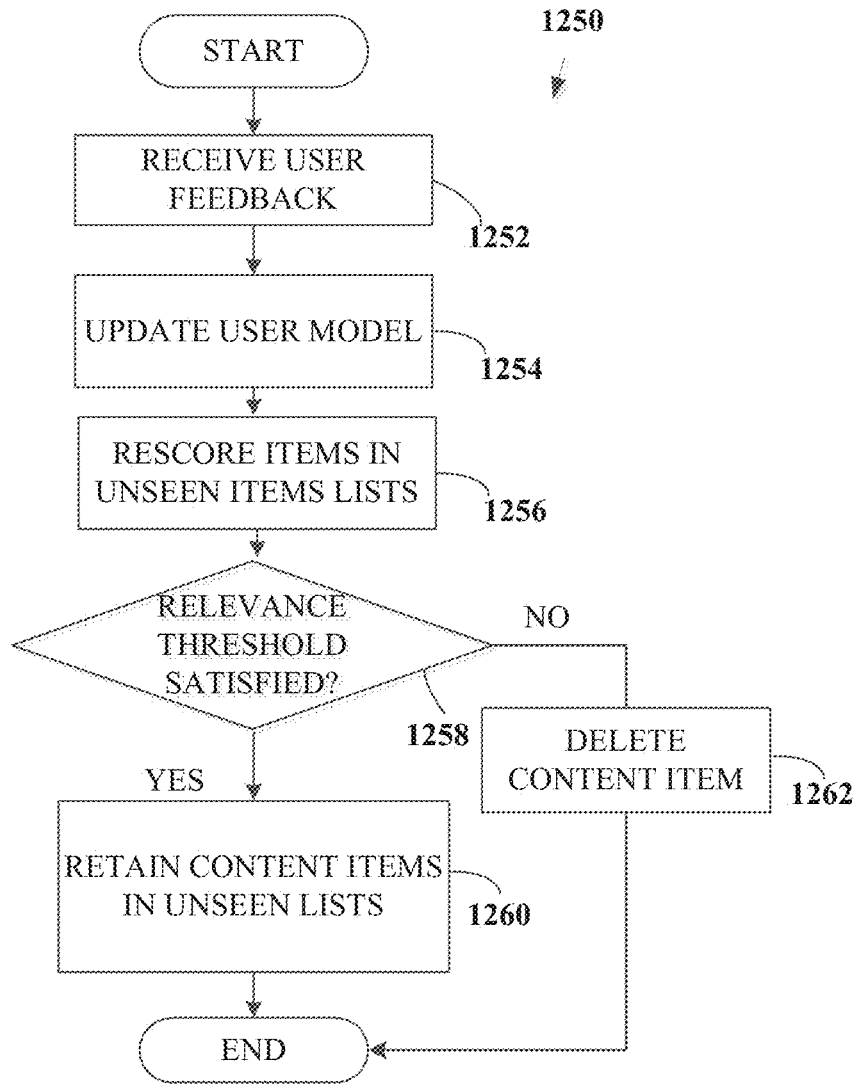 1250
START
RECEIVE USER
FEEDBACK
1252
UPDATE USER MODEL
1254
RESCORE ITEMS IN
UNSEEN ITEMS LISTS
1256
RELEVANCE
THRESHOLD
SATISFIED?
1258
NO
DELETE
CONTENT ITEM
1262
YES
RETAIN CONTENT ITEMS
IN UNSEEN LISTS
1260
END